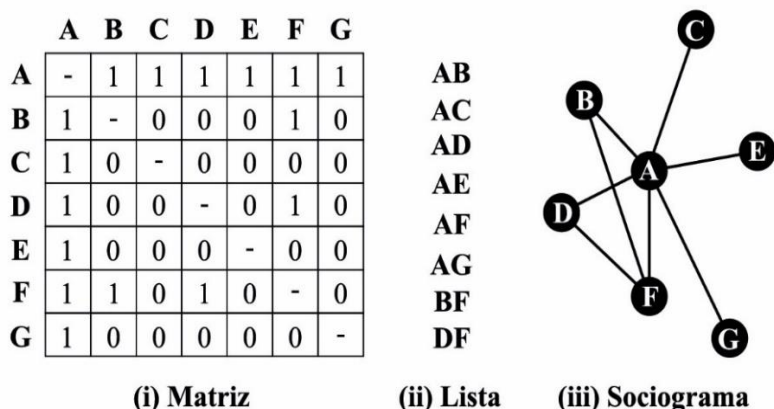 A B C D E F G
A - 1 1 1 1 1 1
B 1 - 0 0 0 1 0
C 1 0 - 0 0 0 0
D 1 0 0 - 0 1 0
E 1 0 0 0 - 0 0
F 1 1 0 1 0 - 0
G 1 0 0 0 0 0 -
(i) Matriz
AB
AC
AD
AE
AF
AG
BF
DF
(ii) Lista
C
B
E
A
D
F
G
(iii) Sociograma